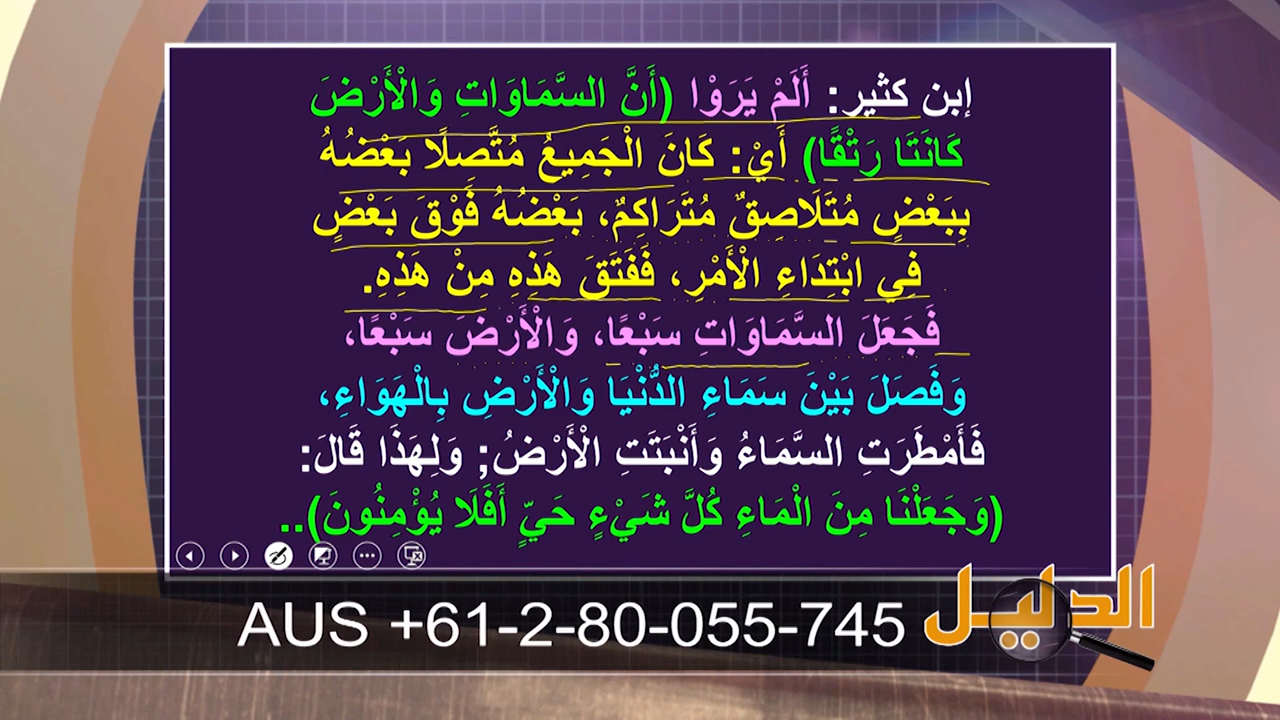 إبن كثير: أَلَمْ يَرَوْا (أَنَّ السَّمَاوَاتِ وَالْأَرْضَ
كَانَتَا رَتْقًا) أَيْ: كَانَ الْجَمِيعُ مُتَّصِلًا بَعْضُهُ
بِبَعْضٍ مُتَلَاصِقٌ مُتَرَاكِمٌ، بَعْضُهُ فَوْقَ بَعْضٍ
فِي ابْتِدَاءِ الْأَمْرِ، فَفَتَقَ هَذِهِ مِنْ هَذِهِ.
فَجَعَلَ السَّمَاوَاتِ سَبْعًا، وَالْأَرْضَ سَبْعًا،
وَفَصَلَ بَيْنَ سَمَاءِ الدُّنْيَا وَالْأَرْضِ بِالْهَوَاءِ،
فَأَمْطَرَتِ السَّمَاءُ وَأَنْبَتَتِ الْأَرْضُ; وَلِهَذَا قَالَ:
(وَجَعَلْنَا مِنَ الْمَاءِ كُلَّ شَيْءٍ حَيٍّ أَفَلَا يُؤْمِنُونَ)..
AUS +61-2-80-055-745
الدليل